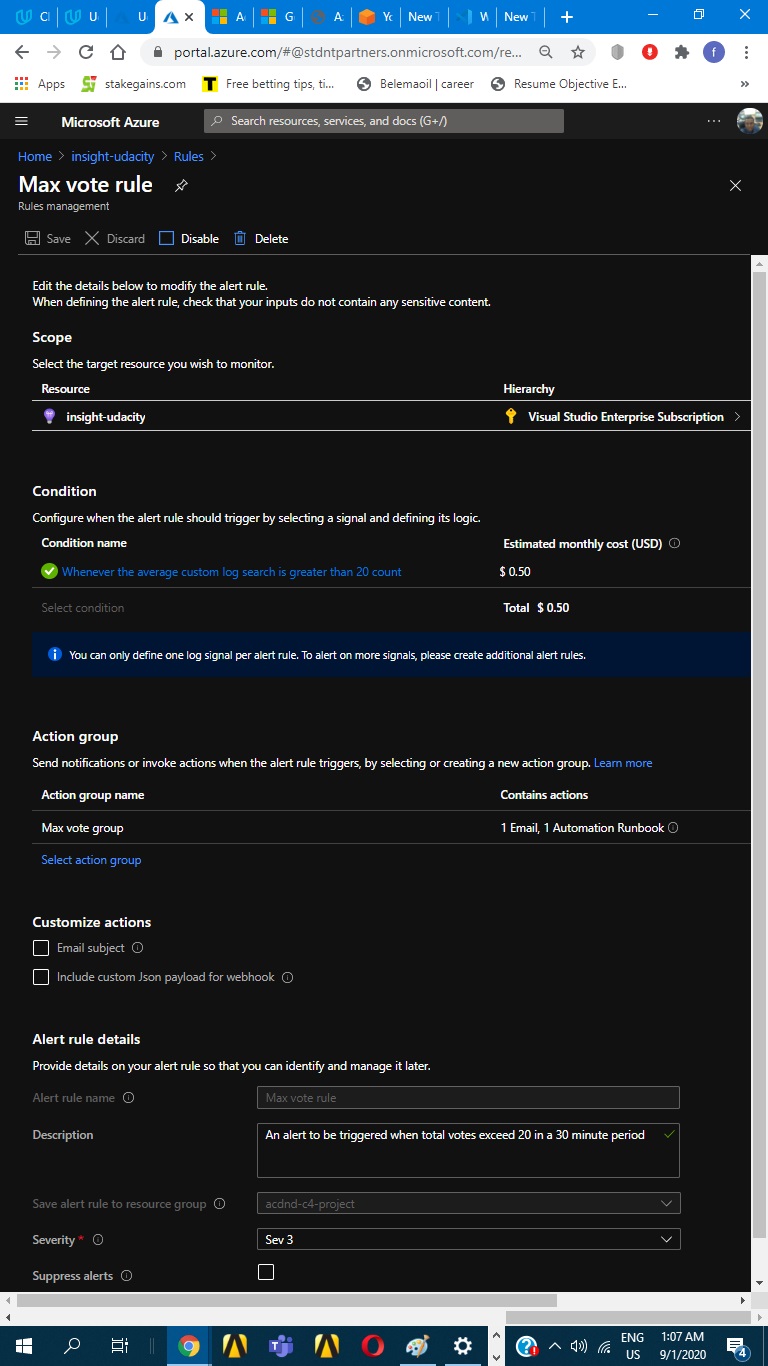 Cl
U
U
A
G
A:
Yc
New T
W
New T
portal.azure.com/#@stdntpartners.onmicrosoft.com/re...
f
Apps
stakegains.com
T
Free betting tips, ti...
Belemaoil | career
Resume Objective E...
»
Microsoft Azure
Search resources, services, and docs (G+/)
Home > insight-udacity > Rules >
Max vote rule
Rules management
Save
Discard
Disable
Delete
Edit the details below to modify the alert rule.
When defining the alert rule, check that your inputs do not contain any sensitive content.
Scope
Select the target resource you wish to monitor.
Resource
Hierarchy
insight-udacity
Visual Studio Enterprise Subscription >
Condition
Configure when the alert rule should trigger by selecting a signal and defining its logic.
Condition name
Estimated monthly cost (USD)
Whenever the average custom log search is greater than 20 count
$ 0.50
Select condition
Total $ 0.50
You can only define one log signal per alert rule. To alert on more signals, please create additional alert rules.
Action group
Send notifications or invoke actions when the alert rule triggers, by selecting or creating a new action group. Learn more
Action group name
Contains actions
Max vote group
1 Email, 1 Automation Runbook
Select action group
Customize actions
Email subject
Include custom Json payload for webhook
Alert rule details
Provide details on your alert rule so that you can identify and manage it later.
Alert rule name
Max vote rule
Description
An alert to be triggered when total votes exceed 20 in a 30 minute period
Save alert rule to resource group
acdnd-c4-project
Severity *
Sev 3
Suppress alerts
ENG
US
1:07 AM
9/1/2020
4